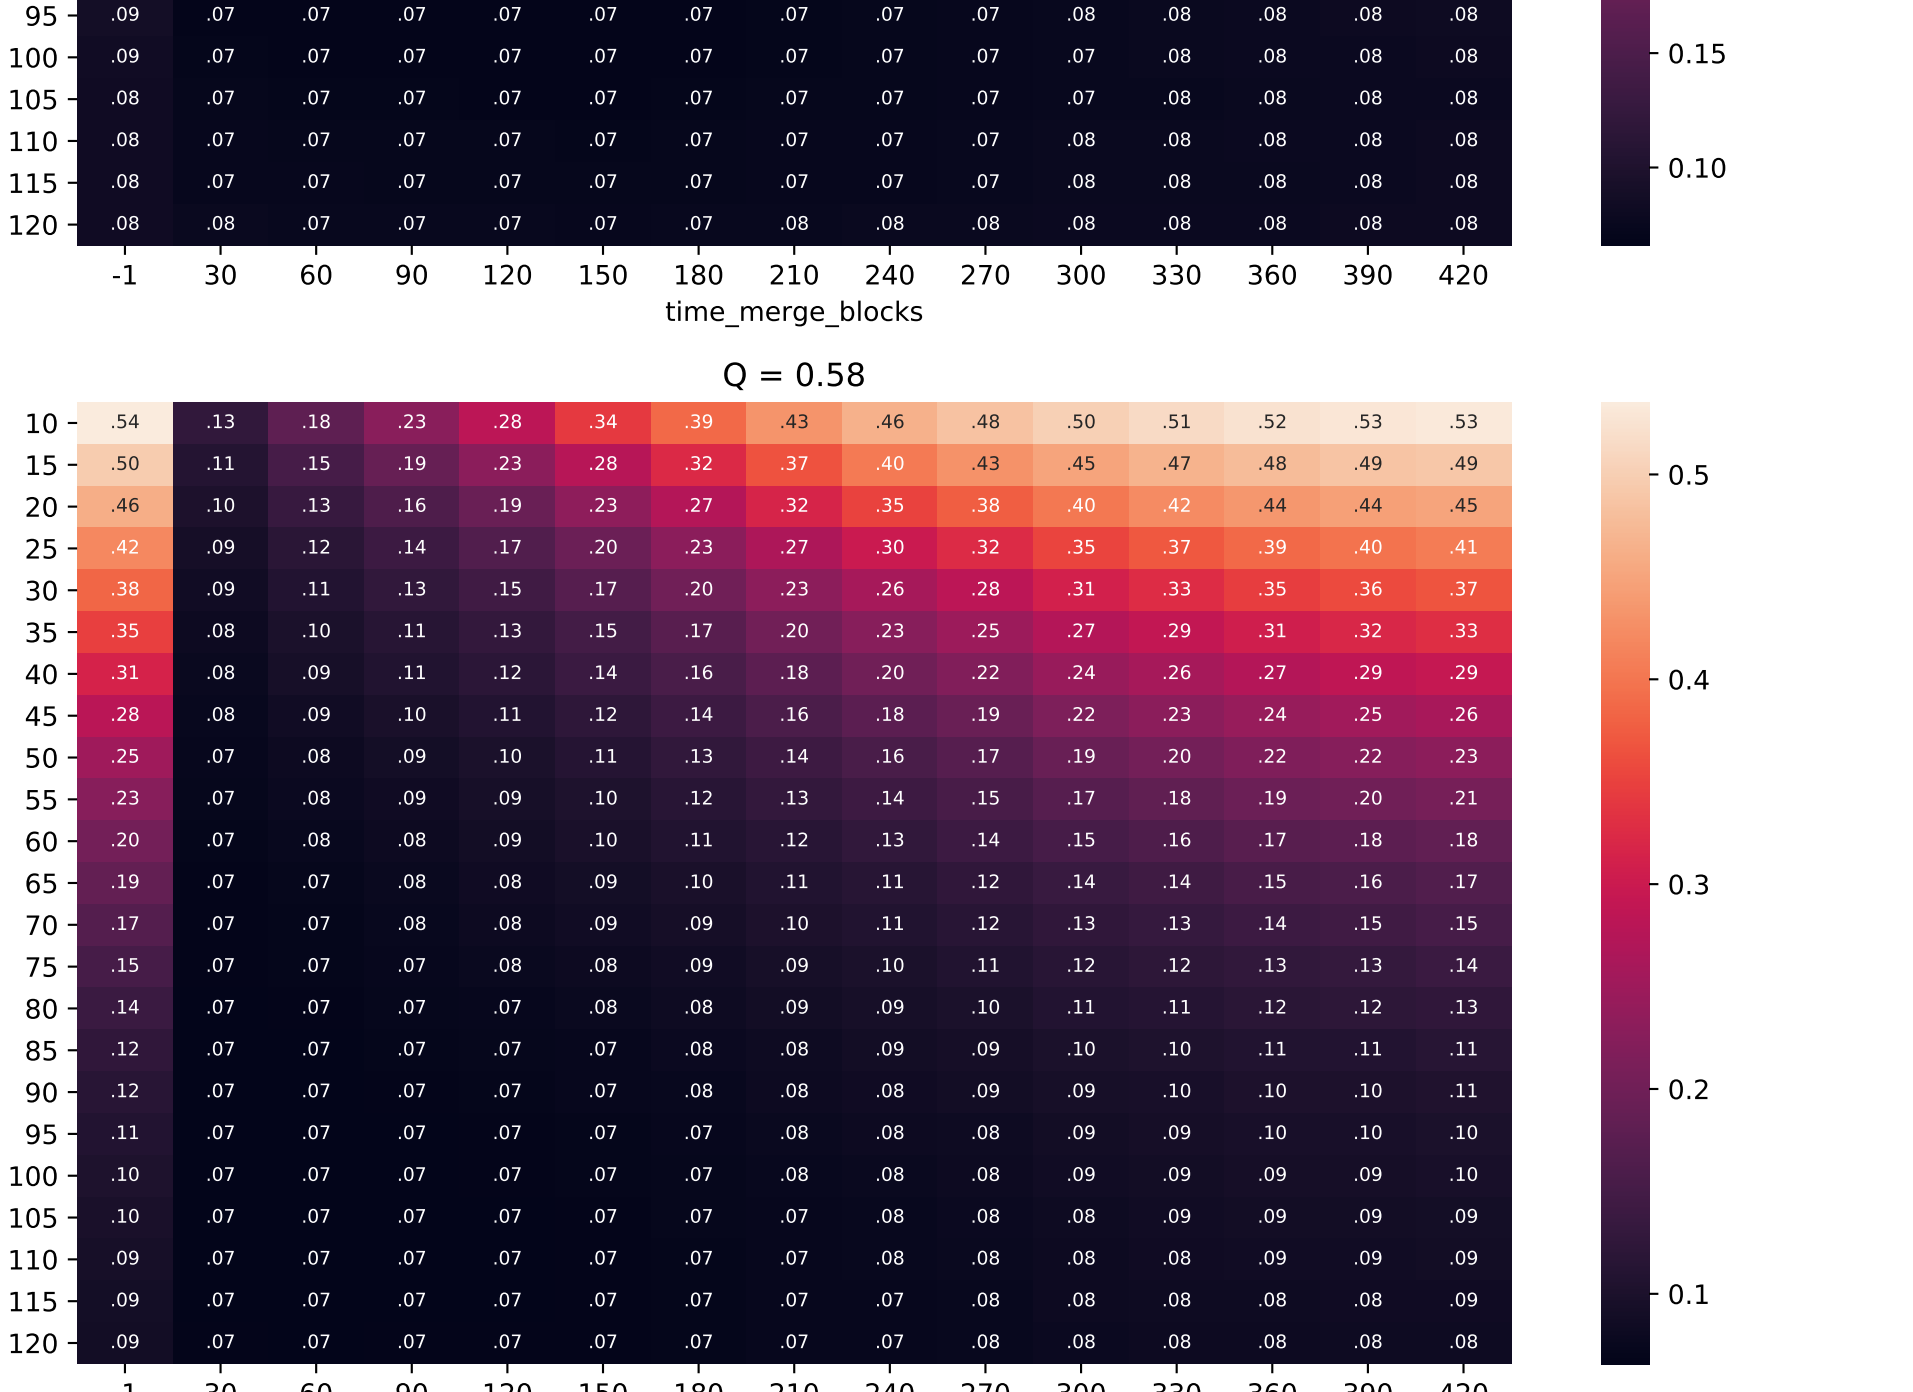 95 .09 .07 .07 .07 .07 .07 .07 .07 .07 .07 .08 .08 .08 .08 .08
0.15
100 .09 .07 .07 .07 .07 .07 .07 .07 .07 .07 .07 .08 .08 .08 .08
105 .08 .07 .07 .07 .07 .07 .07 .07 .07 .07 .07 .08 .08 .08 .08
110 .08 .07 .07 .07 .07 .07 .07 .07 .07 .07 .08 .08 .08 .08 .08
0.10
115 .08 .07 .07 .07 .07 .07 .07 .07 .07 .07 .08 .08 .08 .08 .08
120 .08 .08 .07 .07 .07 .07 .07 .08 .08 .08 .08 .08 .08 .08 .08
-1 30 60 90 120 150 180 210 240 270 300 330 360 390 420
time_merge_blocks
Q = 0.58
10 .54 .13 .18 .23 .28 .34 .39 .43 .46 .48 .50 .51 .52 .53 .53
15 .50 .11 .15 .19 .23 .28 .32 .37 .40 .43 .45 .47 .48 .49 .49
0.5
20 .46 .10 .13 .16 .19 .23 .27 .32 .35 .38 .40 .42 .44 .44 .45
25 .42 .09 .12 .14 .17 .20 .23 .27 .30 .32 .35 .37 .39 .40 .41
30 .38 .09 .11 .13 .15 .17 .20 .23 .26 .28 .31 .33 .35 .36 .37
35 .35 .08 .10 .11 .13 .15 .17 .20 .23 .25 .27 .29 .31 .32 .33
40 .31 .08 .09 .11 .12 .14 .16 .18 .20 .22 .24 .26 .27 .29 .29
0.4
45 .28 .08 .09 .10 .11 .12 .14 .16 .18 .19 .22 .23 .24 .25 .26
50 .25 .07 .08 .09 .10 .11 .13 .14 .16 .17 .19 .20 .22 .22 .23
55 .23 .07 .08 .09 .09 .10 .12 .13 .14 .15 .17 .18 .19 .20 .21
60 .20 .07 .08 .08 .09 .10 .11 .12 .13 .14 .15 .16 .17 .18 .18
65 .19 .07 .07 .08 .08 .09 .10 .11 .11 .12 .14 .14 .15 .16 .17
0.3
70 .17 .07 .07 .08 .08 .09 .09 .10 .11 .12 .13 .13 .14 .15 .15
75 .15 .07 .07 .07 .08 .08 .09 .09 .10 .11 .12 .12 .13 .13 .14
80 .14 .07 .07 .07 .07 .08 .08 .09 .09 .10 .11 .11 .12 .12 .13
85 .12 .07 .07 .07 .07 .07 .08 .08 .09 .09 .10 .10 .11 .11 .11
90 .12 .07 .07 .07 .07 .07 .08 .08 .08 .09 .09 .10 .10 .10 .11
0.2
95 .11 .07 .07 .07 .07 .07 .07 .08 .08 .08 .09 .09 .10 .10 .10
100 .10 .07 .07 .07 .07 .07 .07 .08 .08 .08 .09 .09 .09 .09 .10
105 .10 .07 .07 .07 .07 .07 .07 .07 .08 .08 .08 .09 .09 .09 .09
110 .09 .07 .07 .07 .07 .07 .07 .07 .08 .08 .08 .08 .09 .09 .09
115 .09 .07 .07 .07 .07 .07 .07 .07 .07 .08 .08 .08 .08 .08 .09
0.1
120 .09 .07 .07 .07 .07 .07 .07 .07 .07 .08 .08 .08 .08 .08 .08
1 30 60 90 120 150 180 210 240 270 300 330 360 390 420